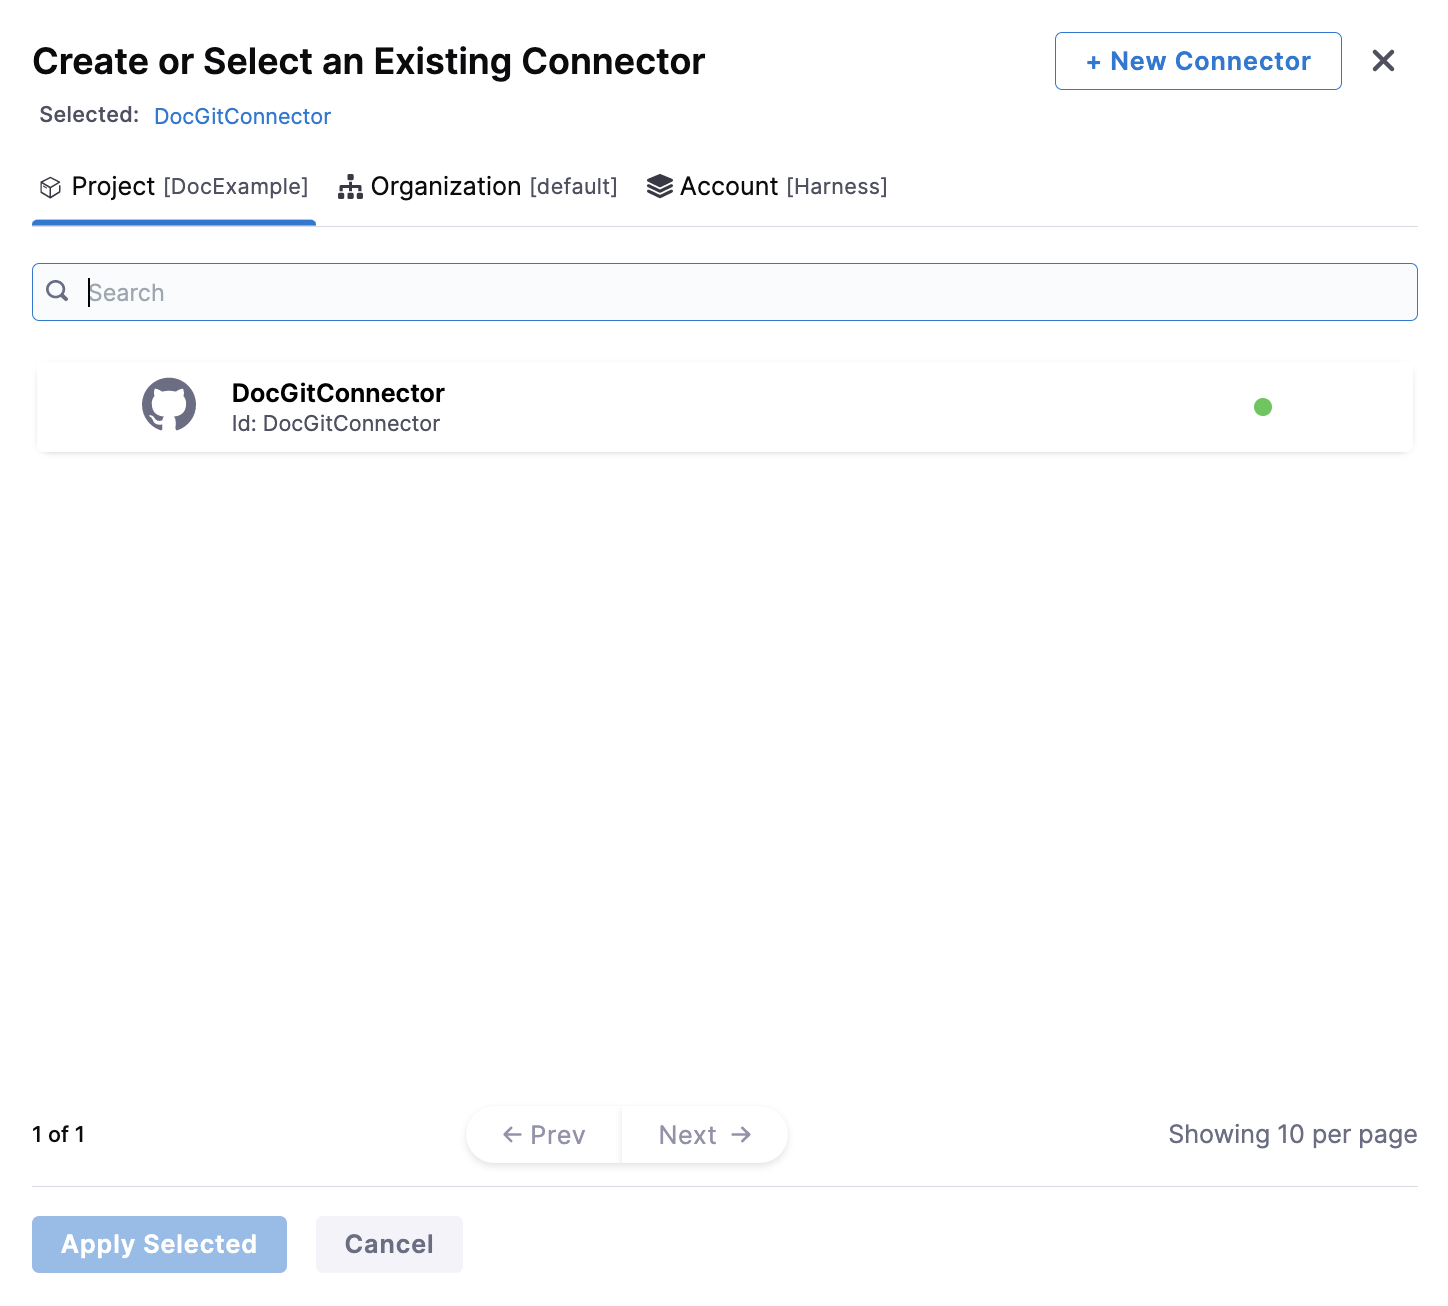 Create or Select an Existing Connector
+ New Connector
Selected: DocGitConnector
Project [DocExample] Organization [default] Account [Harness]
Search
DocGitConnector
Id: DocGitConnector
1 of 1
← Prev
Next →
Showing 10 per page
Apply Selected
Cancel